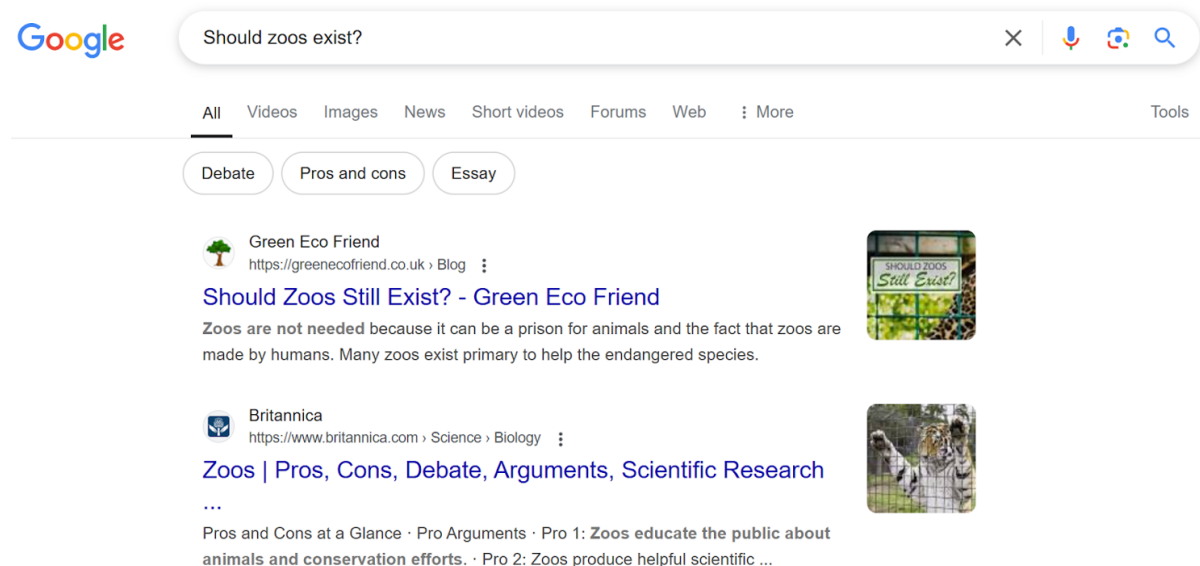 Google
Should zoos exist?
All Videos Images News Short videos Forums Web More Tools
Debate Pros and cons Essay
Green Eco Friend
https://greenecofriend.co.uk › Blog
Should Zoos Still Exist? - Green Eco Friend
Zoos are not needed because it can be a prison for animals and the fact that zoos are
made by humans. Many zoos exist primary to help the endangered species.
SHOULD ZOOS
Still Exist?
Britannica
https://www.britannica.com › Science › Biology
Zoos | Pros, Cons, Debate, Arguments, Scientific Research
...
Pros and Cons at a Glance · Pro Arguments · Pro 1: Zoos educate the public about
animals and conservation efforts. · Pro 2: Zoos produce helpful scientific ...